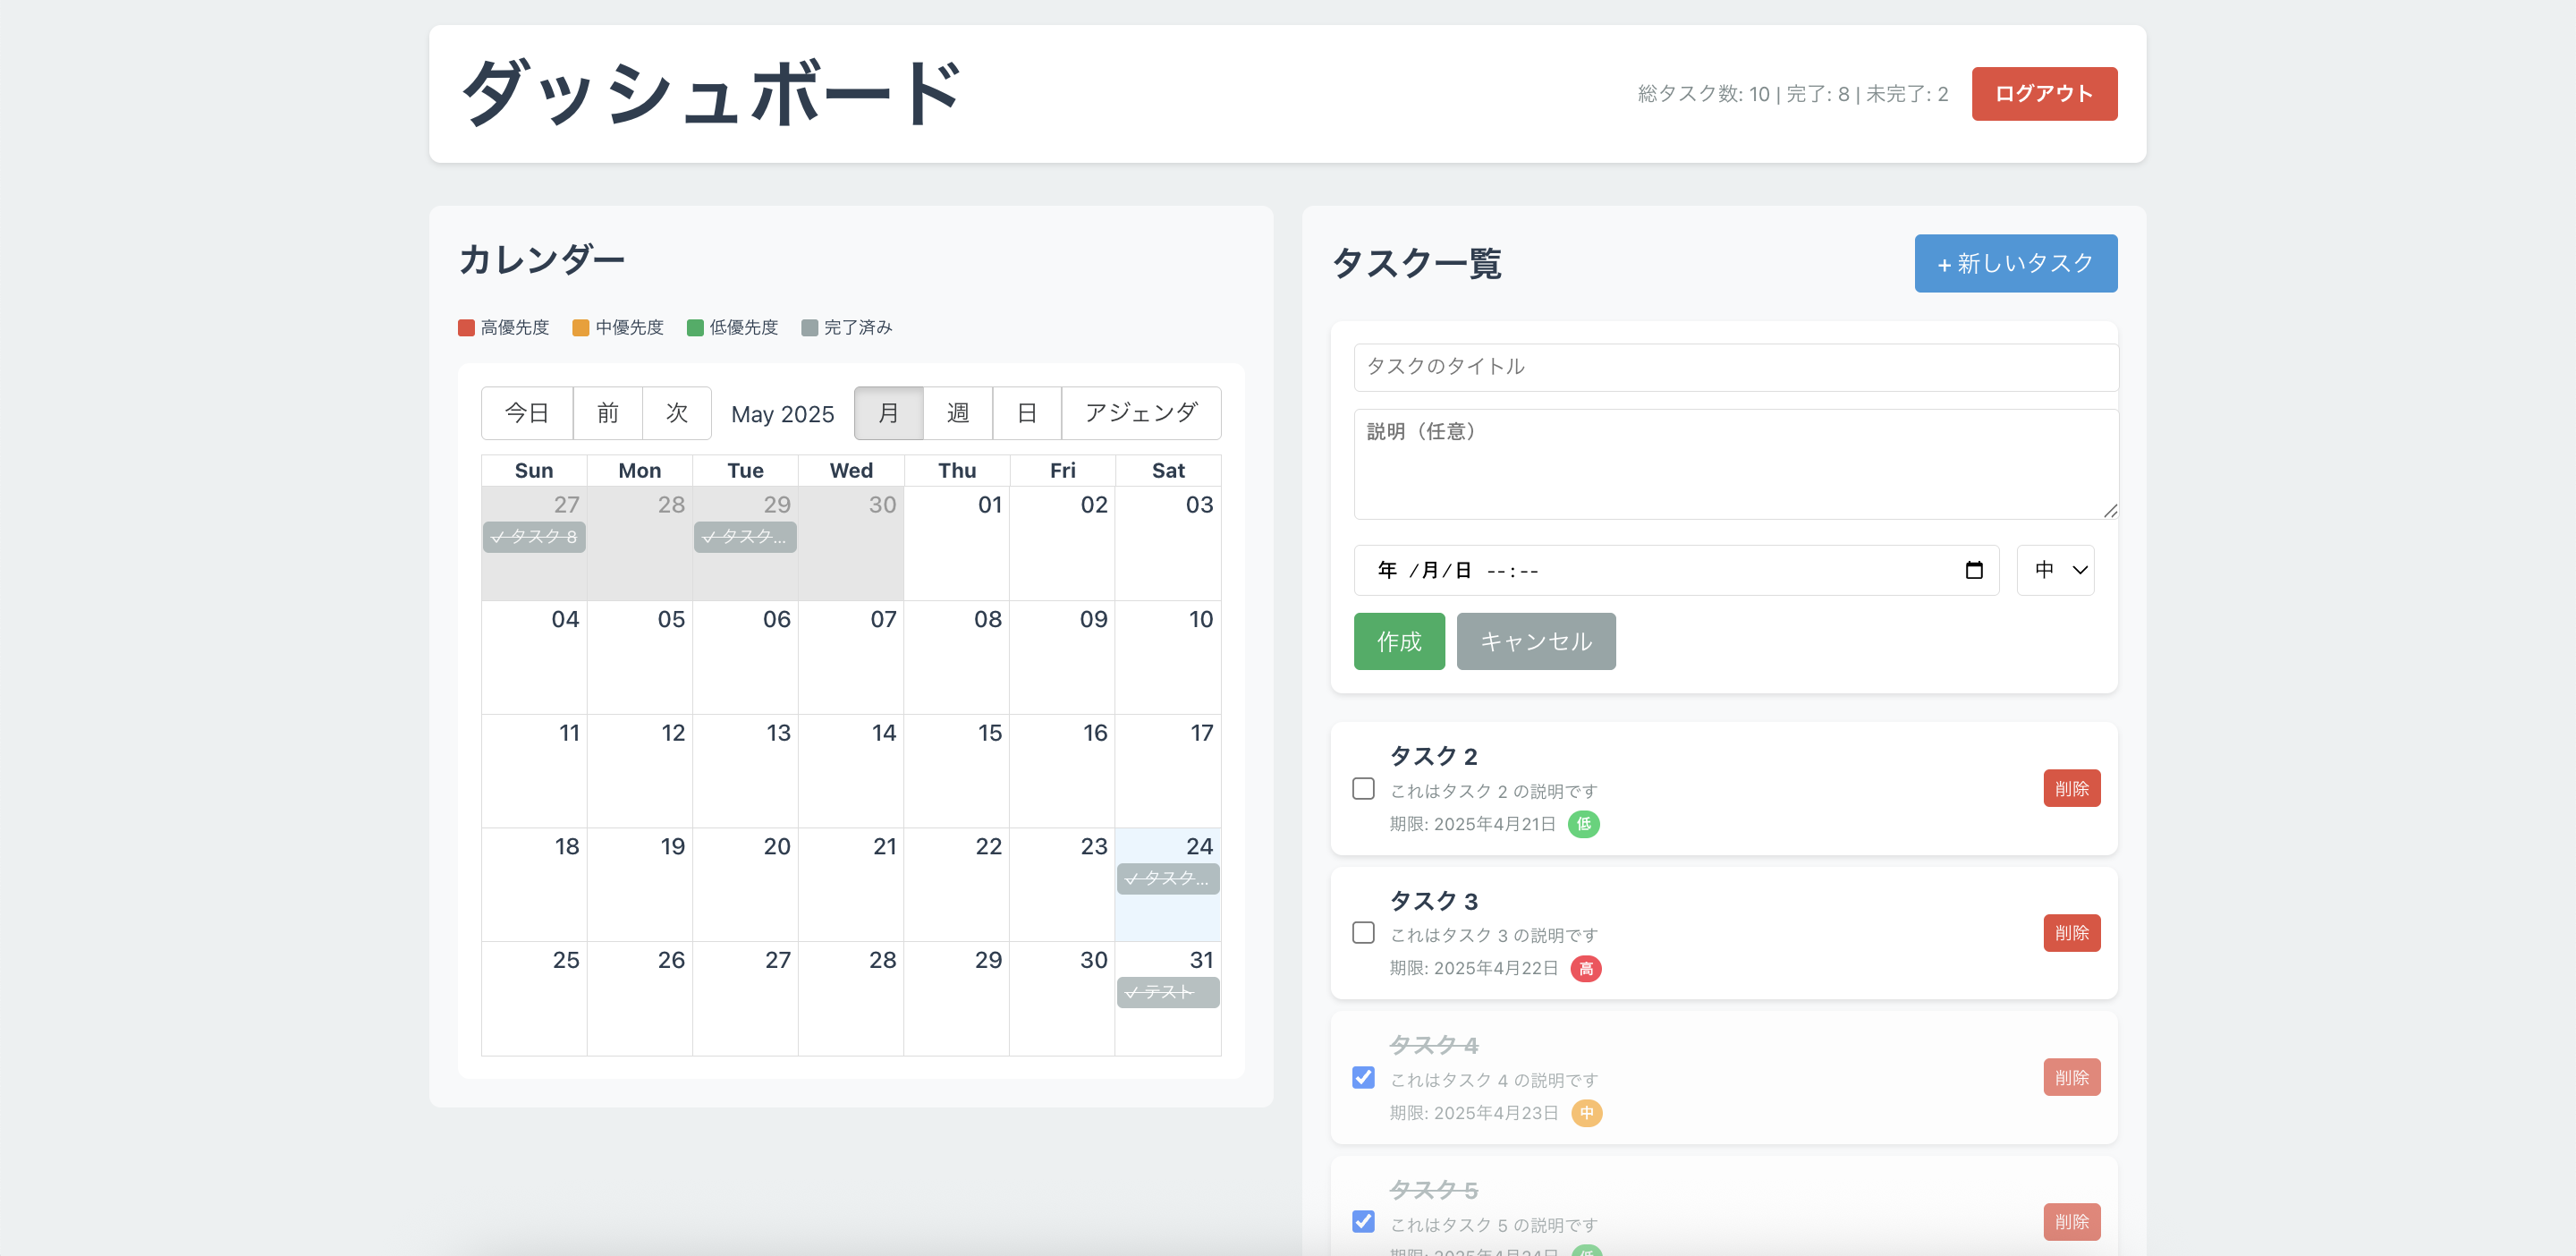 ダッシュボード
総タスク数: 10 | 完了: 8 | 未完了: 2
ログアウト
カレンダー
高優先度 中優先度 低優先度 完了済み
今日 前 次 May 2025 月 週 日 アジェンダ
Sun Mon Tue Wed Thu Fri Sat
27 28 29 30 01 02 03
✓ タスク 8 ✓ タスク...
04 05 06 07 08 09 10
11 12 13 14 15 16 17
18 19 20 21 22 23 24
✓ タスク...
25 26 27 28 29 30 31
✓ テスト
タスク一覧
+ 新しいタスク
タスクのタイトル
説明（任意）
年 /月/日 --:--
中
作成 キャンセル
タスク 2
これはタスク 2 の説明です
期限: 2025年4月21日 低
削除
タスク 3
これはタスク 3 の説明です
期限: 2025年4月22日 高
削除
タスク 4
これはタスク 4 の説明です
期限: 2025年4月23日 中
削除
タスク 5
これはタスク 5 の説明です
期限: 2025年4月24日 低
削除